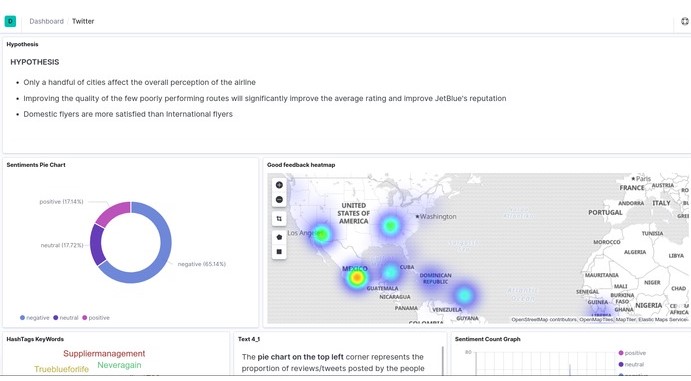 D Dashboard / Twitter
Hypothesis
HYPOTHESIS
• Only a handful of cities affect the overall perception of the airline
• Improving the quality of the few poorly performing routes will significantly improve the average rating and improve JetBlue's reputation
• Domestic flyers are more satisfied than International flyers
Sentiments Pie Chart
positive (17.14%)
neutral (17.72%)
negative (65.14%)
negative neutral positive
Good feedback heatmap
Paris
FRANCE
AUSTRIA
UNITED
STATES OF
AMERICA
Washington
Los Angeles
ANDORRA
ITALY
PORTUGAL
TUNISIA
MOROCCO
ALGERIA
LIBYA
MEXICO
CUBA
DOMINICAN
REPUBLIC
GUATEMALA
NICARAGUA
MAURITANIA
MALI
NIGER
SENEGAL
BURKINA
FASO
CHAD
GUINEA
GHANA
PANAMA
VENEZUELA
GUYANA
OpenStreetMap contributors, OpenMapTiles, MapTiler, Elastic Maps Service
HashTags KeyWords
Suppliermanagement
Neveragain
Trueblueforlife
Text 4_1
The pie chart on the top left corner represents the
proportion of reviews/tweets posted by the people
Sentiment Count Graph
80
positive
neutral